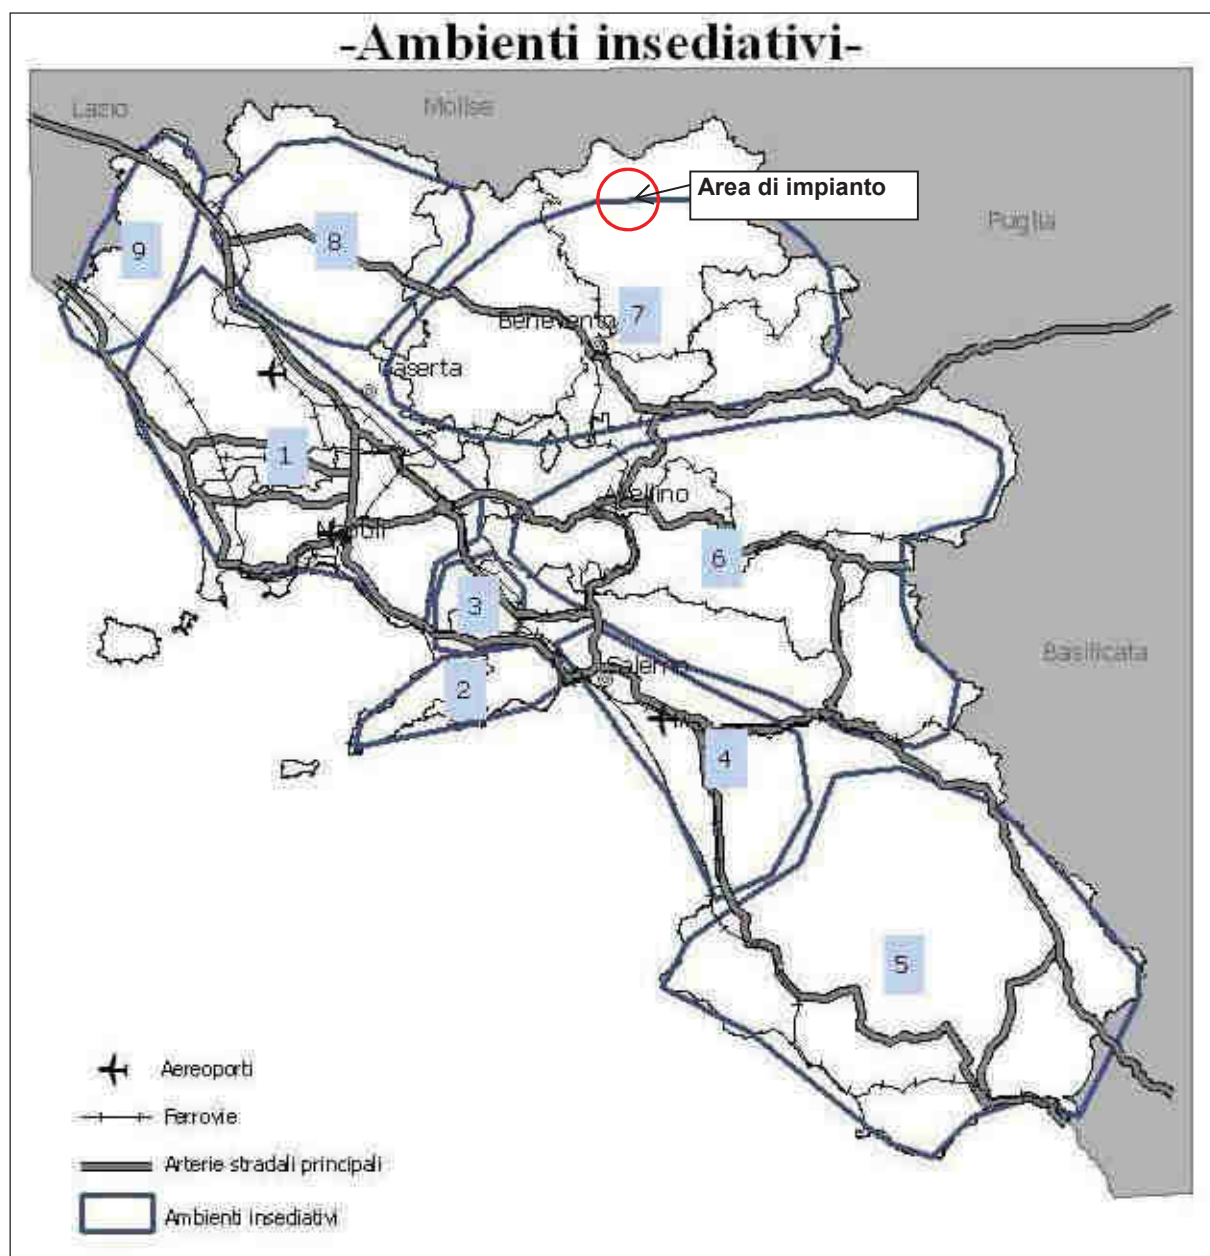 -Ambienti insediativi-
Lazio
Molise
Area di impianto
Puglia
9
8
7
Benevento
Caserta
1
Avellino
Napoli
6
3
Basilicata
Salerno
2
4
5
Aereoporti
Ferrovie
Arterie stradali principali
Ambienti insediativi